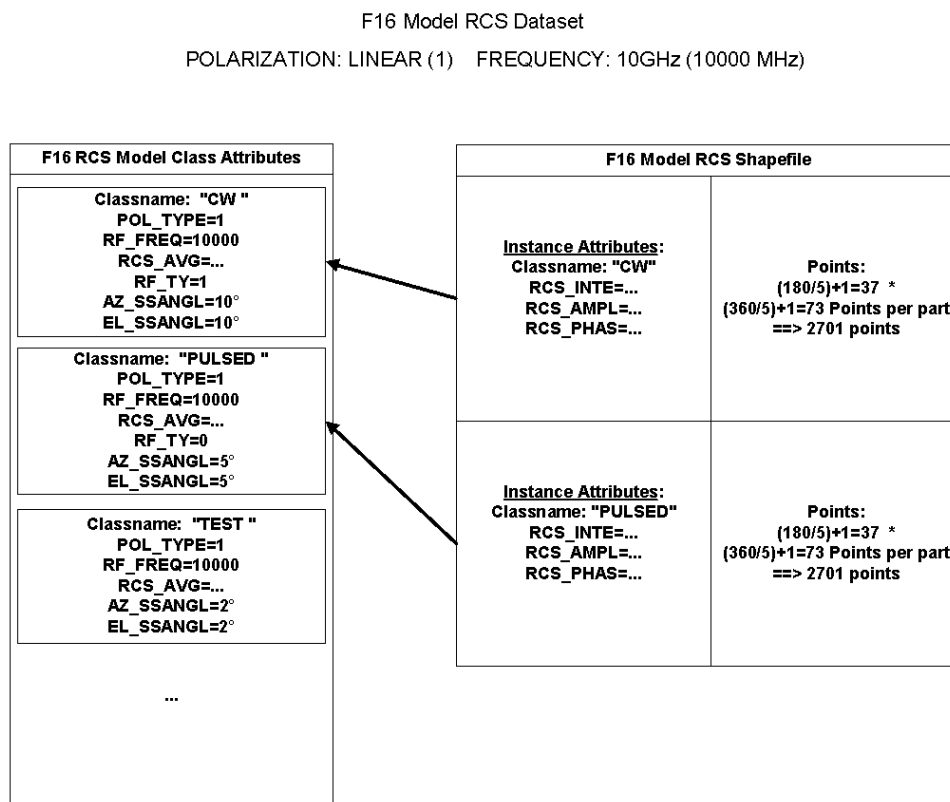 F16 Model RCS Dataset
POLARIZATION: LINEAR (1) FREQUENCY: 10GHz (10000 MHz)
F16 RCS Model Class Attributes
Classname: "CW "
POL_TYPE=1
RF_FREQ=10000
RCS_AVG=...
RF_TY=1
AZ_SSANGL=10°
EL_SSANGL=10°
Classname: "PULSED "
POL_TYPE=1
RF_FREQ=10000
RCS_AVG=...
RF_TY=0
AZ_SSANGL=5°
EL_SSANGL=5°
Classname: "TEST "
POL_TYPE=1
RF_FREQ=10000
RCS_AVG=...
AZ_SSANGL=2°
EL_SSANGL=2°
...
F16 Model RCS Shapefile
Instance Attributes:
Classname: "CW"
RCS_INTE=...
RCS_AMPL=...
RCS_PHAS=...
Points:
(180/5)+1=37 *
(360/5)+1=73 Points per part
==> 2701 points
Instance Attributes:
Classname: "PULSED"
RCS_INTE=...
RCS_AMPL=...
RCS_PHAS=...
Points:
(180/5)+1=37 *
(360/5)+1=73 Points per part
==> 2701 points